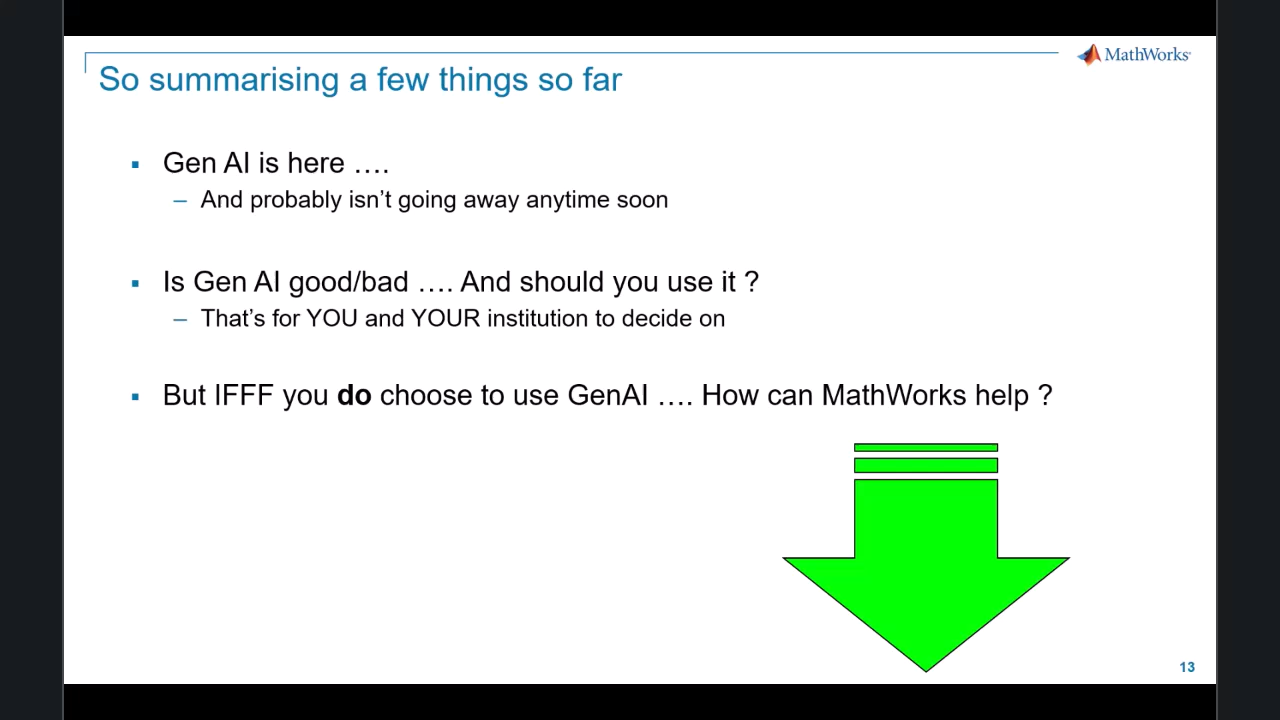 MathWorks®
So summarising a few things so far
Gen AI is here ….
– And probably isn’t going away anytime soon
Is Gen AI good/bad …. And should you use it ?
– That’s for YOU and YOUR institution to decide on
But IFFF you do choose to use GenAI …. How can MathWorks help ?
13